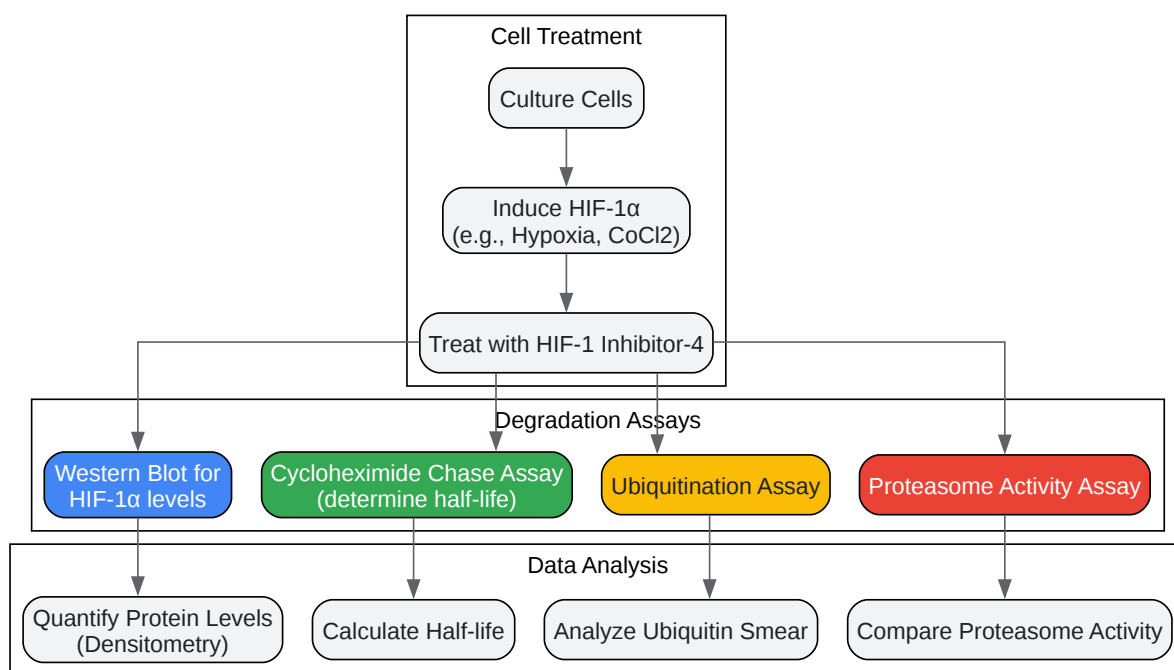 Cell Treatment
Culture Cells
Induce HIF-1α
(e.g., Hypoxia, CoCl2)
Treat with HIF-1 Inhibitor-4
Degradation Assays
Western Blot for
HIF-1α levels
Cycloheximide Chase Assay
(determine half-life)
Ubiquitination Assay
Proteasome Activity Assay
Data Analysis
Quantify Protein Levels
(Densitometry)
Calculate Half-life
Analyze Ubiquitin Smear
Compare Proteasome Activity